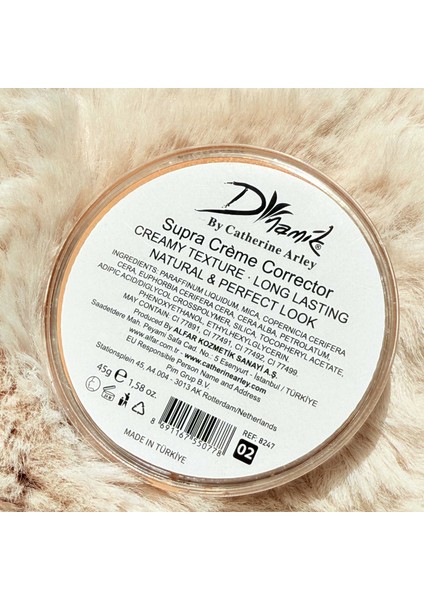 Dynamik®
By Catherine Arley
Supra Crème Corrector
CREAMY TEXTURE · LONG LASTING
NATURAL & PERFECT LOOK
INGREDIENTS: PARAFFINUM LIQUIDUM, MICA, COPERNICIA CERIFERA
CERA, EUPHORBIA CERIFERA CERA, CERA ALBA, PETROLATUM,
ADIPIC ACID/DIGLYCOL CROSSPOLYMER, SILICA, TOCOPHERYL ACETATE,
PHENOXYETHANOL, ETHYLHEXYLGLYCERIN.
MAY CONTAIN: CI 77891, CI 77491, CI 77492, CI 77499.
Produced By ALFAR KOZMETİK SANAYİ A.Ş.
Saadetdere Mah. Peyami Safa Cad. No: 5 Esenyurt - İstanbul / TÜRKİYE
www.alfar.com.tr www.catherinearley.com
EU Responsible Person Name and Address
Pim Grup B.V.
Stationsplein 45, A4 004 - 3013 AK Rotterdam/Netherlands
45g ℮ 1,58 oz.
8 691167 550778
REF: 8247
02
MADE IN TÜRKİYE